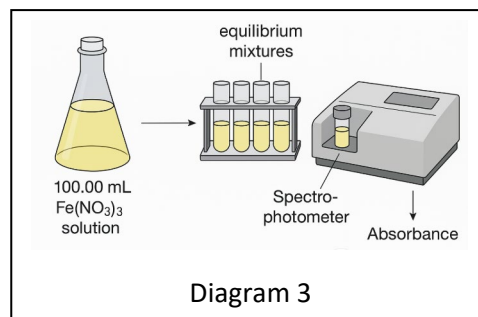 equilibrium
mixtures
100.00 mL
Fe(NO₃)₃
solution
Spectro-
photometer
Absorbance
Diagram 3